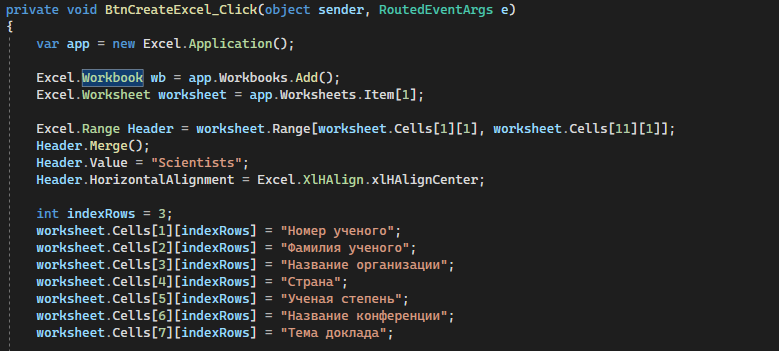 private void BtnCreateExcel_Click(object sender, RoutedEventArgs e)
{
    var app = new Excel.Application();

    Excel.Workbook wb = app.Workbooks.Add();
    Excel.Worksheet worksheet = app.Worksheets.Item[1];

    Excel.Range Header = worksheet.Range[worksheet.Cells[1][1], worksheet.Cells[11][1]];
    Header.Merge();
    Header.Value = "Scientists";
    Header.HorizontalAlignment = Excel.XlHAlign.xlHAlignCenter;

    int indexRows = 3;
    worksheet.Cells[1][indexRows] = "Номер ученого";
    worksheet.Cells[2][indexRows] = "Фамилия ученого";
    worksheet.Cells[3][indexRows] = "Название организации";
    worksheet.Cells[4][indexRows] = "Страна";
    worksheet.Cells[5][indexRows] = "Ученая степень";
    worksheet.Cells[6][indexRows] = "Название конференции";
    worksheet.Cells[7][indexRows] = "Тема доклада";